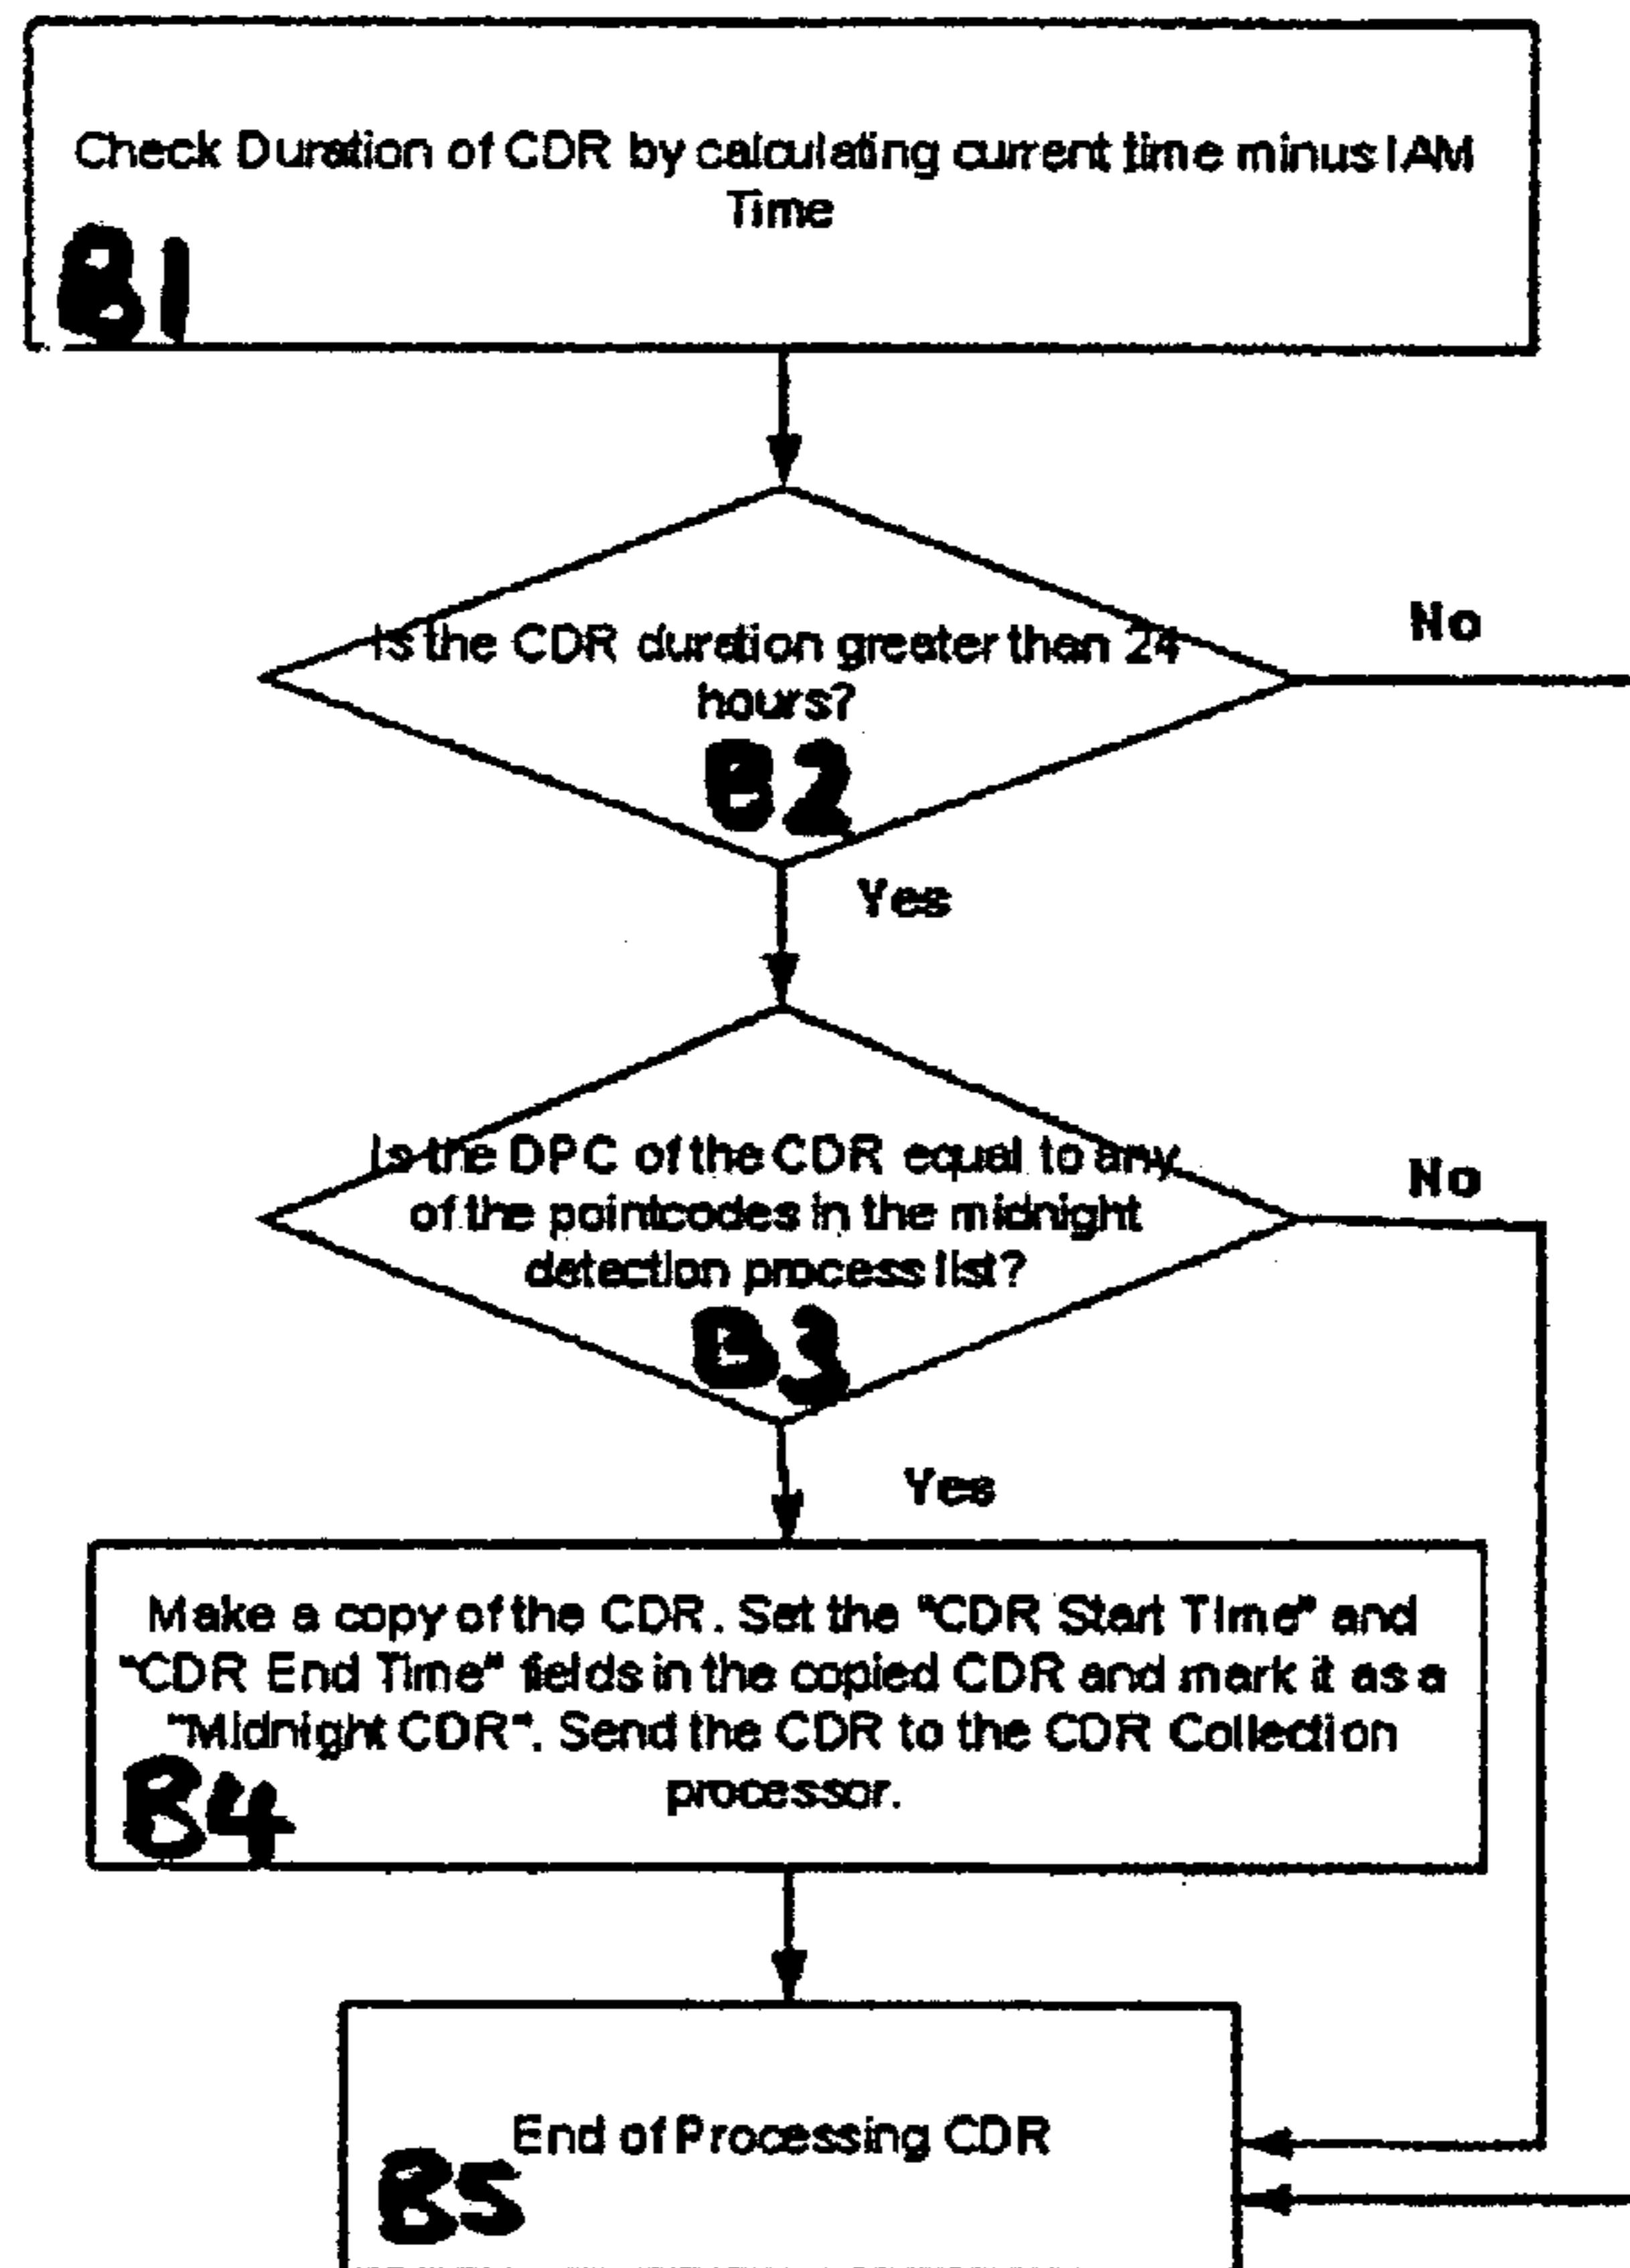 Check Duration of CDR by calculating current time minus IAM
Time
B1
Is the CDR duration greater than 24
hours?
No
B2
Yes
Is the DPC of the CDR equal to any
of the pointcodes in the midnight
detection process list?
No
B3
Yes
Make a copy of the CDR. Set the "CDR Start Time" and
"CDR End Time" fields in the copied CDR and mark it as a
"Midnight CDR". Send the CDR to the CDR Collection
processor.
B4
End of Processing CDR
B5